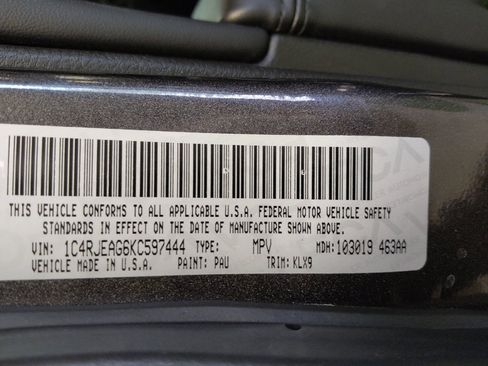 THIS VEHICLE CONFORMS TO ALL APPLICABLE U.S.A. FEDERAL MOTOR VEHICLE SAFETY
STANDARDS IN EFFECT ON THE DATE OF MANUFACTURE SHOWN ABOVE.
VIN: 1C4RJEAG6KC597444 TYPE: MPV MDH: 103019 463AA
VEHICLE MADE IN U.S.A. PAINT: PAU TRIM: KLX9